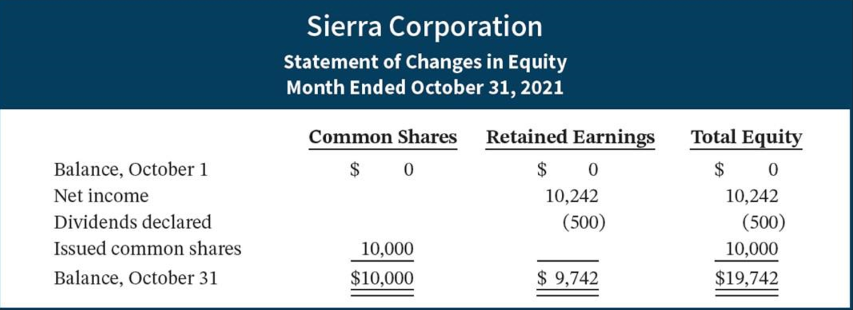 Sierra Corporation
Statement of Changes in Equity
Month Ended October 31, 2021
Common Shares Retained Earnings Total Equity
Balance, October 1 $ 0 $ 0 $ 0
Net income 10,242 10,242
Dividends declared (500) (500)
Issued common shares 10,000 10,000
Balance, October 31 $10,000 $ 9,742 $19,742